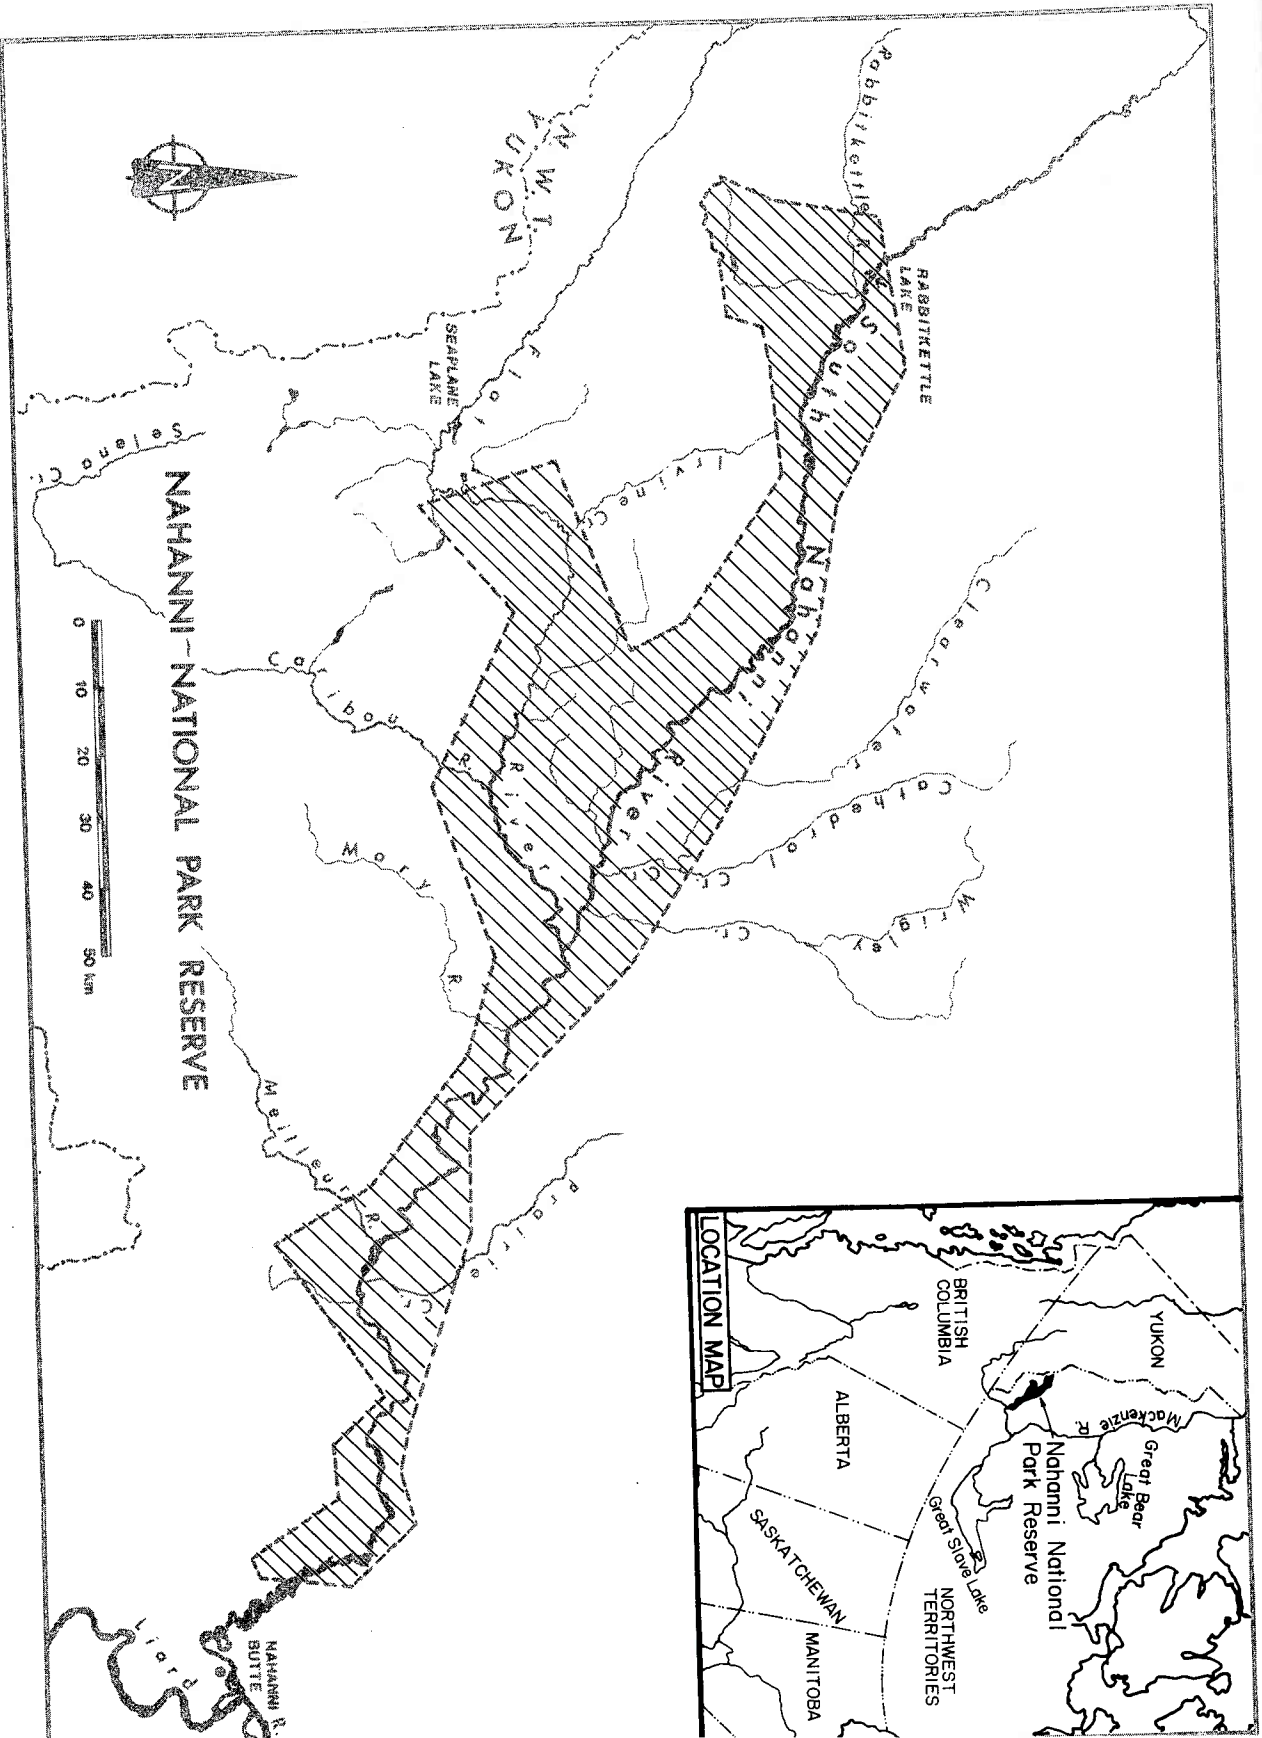 NAHANNI-NATIONAL PARK RESERVE
0 10 20 30 40 50 km
N
N.W.T.
YUKON
Rabbitkettle R.
RABBITKETTLE
LAKE
South Nahanni River
Flat River
SEAPLANE
LAKE
Irvine Cr.
Selena Cr.
Caribou R.
Mary R.
Meilleur R.
Clearwater Cr.
Cathedral Cr.
Wrigley Cr.
Prairie Cr.
Liard
NAHANNI
BUTTE
R.
LOCATION MAP
YUKON
BRITISH
COLUMBIA
ALBERTA
SASKATCHEWAN
MANITOBA
NORTHWEST
TERRITORIES
Mackenzie R.
Great Bear
Lake
Great Slave Lake
Nahanni National
Park Reserve